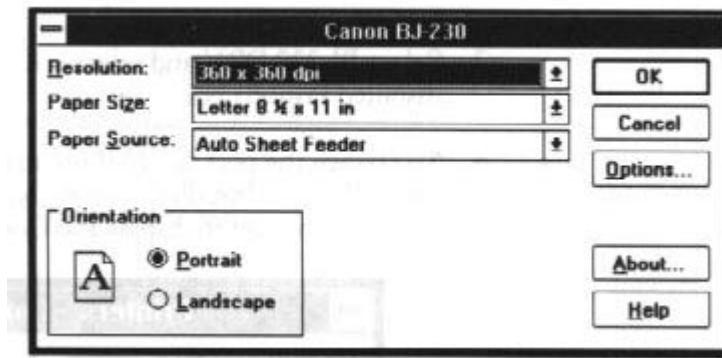 Canon BJ-230
Resolution: 360 x 360 dpi
Paper Size: Letter 8 ½ x 11 in
Paper Source: Auto Sheet Feeder
OK
Cancel
Options...
Orientation
A
Portrait
Landscape
About...
Help